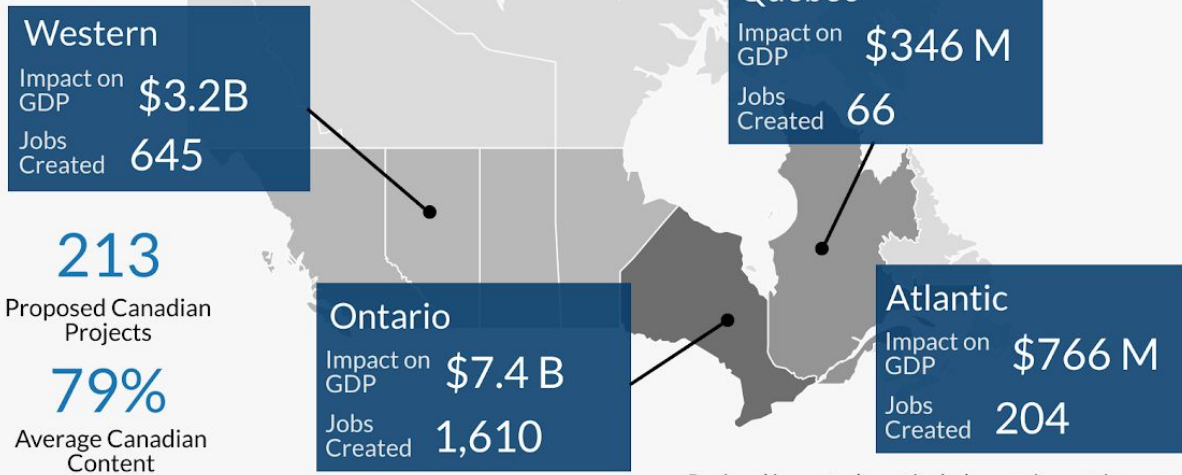 Western
Impact on
GDP
$3.2B
Jobs
Created
645
Quebec
Impact on
GDP
$346 M
Jobs
Created
66
213
Proposed Canadian
Projects
79%
Average Canadian
Content
Ontario
Impact on
GDP
$7.4 B
Jobs
Created
1,610
Atlantic
Impact on
GDP
$766 M
Jobs
Created
204